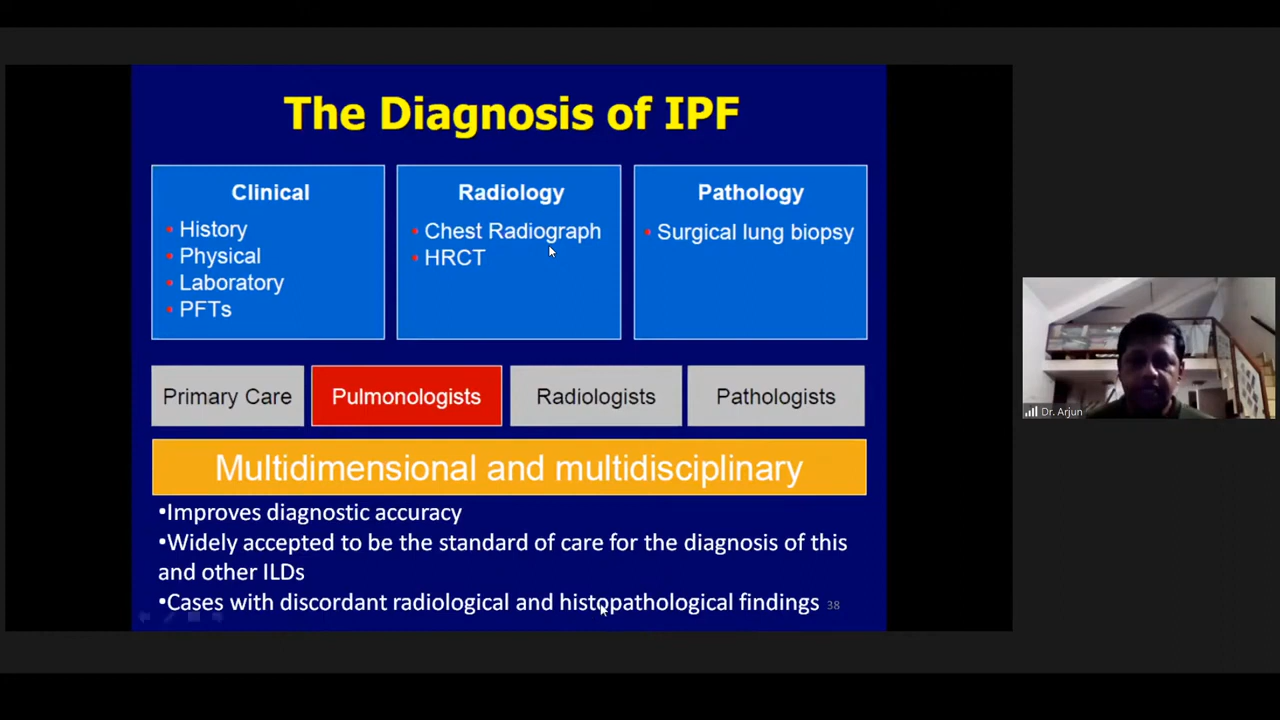 The Diagnosis of IPF
Clinical
• History
• Physical
• Laboratory
• PFTs
Radiology
• Chest Radiograph
• HRCT
Pathology
• Surgical lung biopsy
Primary Care
Pulmonologists
Radiologists
Pathologists
Multidimensional and multidisciplinary
•Improves diagnostic accuracy
•Widely accepted to be the standard of care for the diagnosis of this
and other ILDs
•Cases with discordant radiological and histopathological findings
38
Dr. Arjun